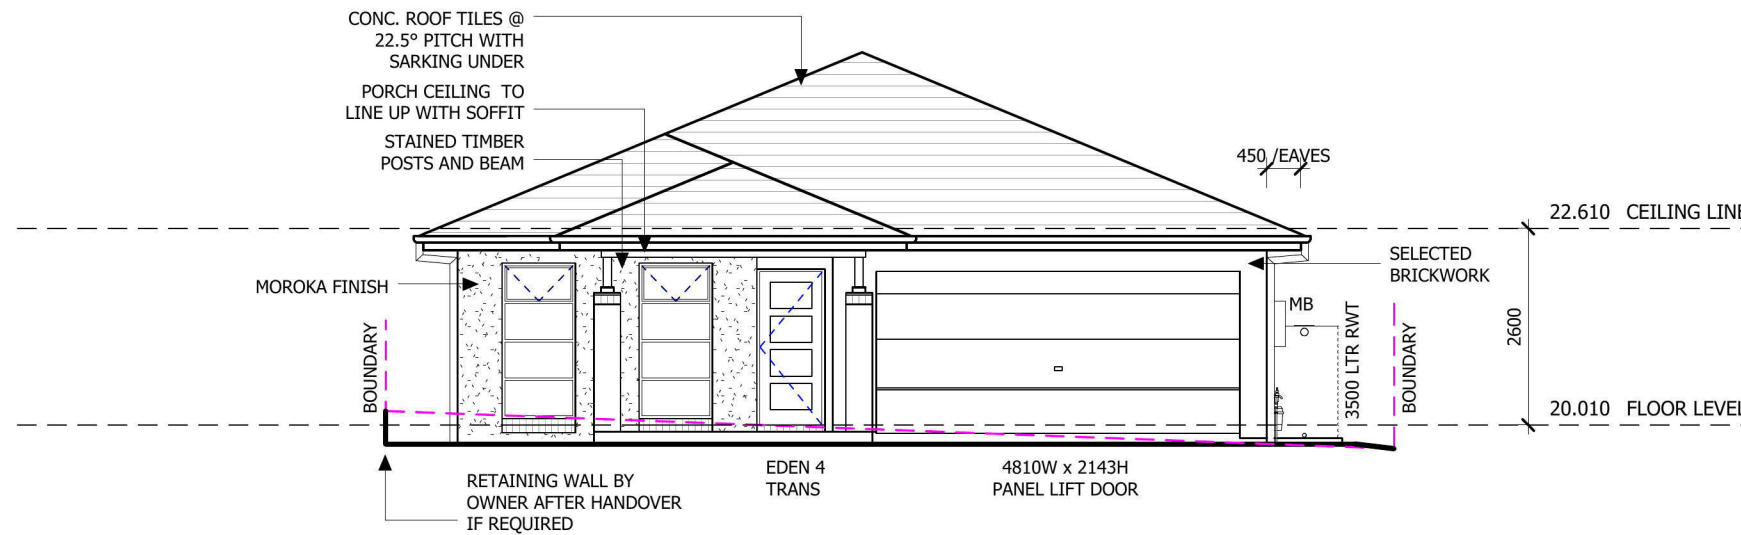 CONC. ROOF TILES @
22.5° PITCH WITH
SARKING UNDER
PORCH CEILING TO
LINE UP WITH SOFFIT
STAINED TIMBER
POSTS AND BEAM
450 /EAVES
22.610 CEILING LINE
SELECTED
BRICKWORK
MOROKA FINISH
MB
BOUNDARY
3500 LTR RWT
BOUNDARY
2600
20.010 FLOOR LEVEL
EDEN 4
TRANS
4810W x 2143H
PANEL LIFT DOOR
RETAINING WALL BY
OWNER AFTER HANDOVER
IF REQUIRED